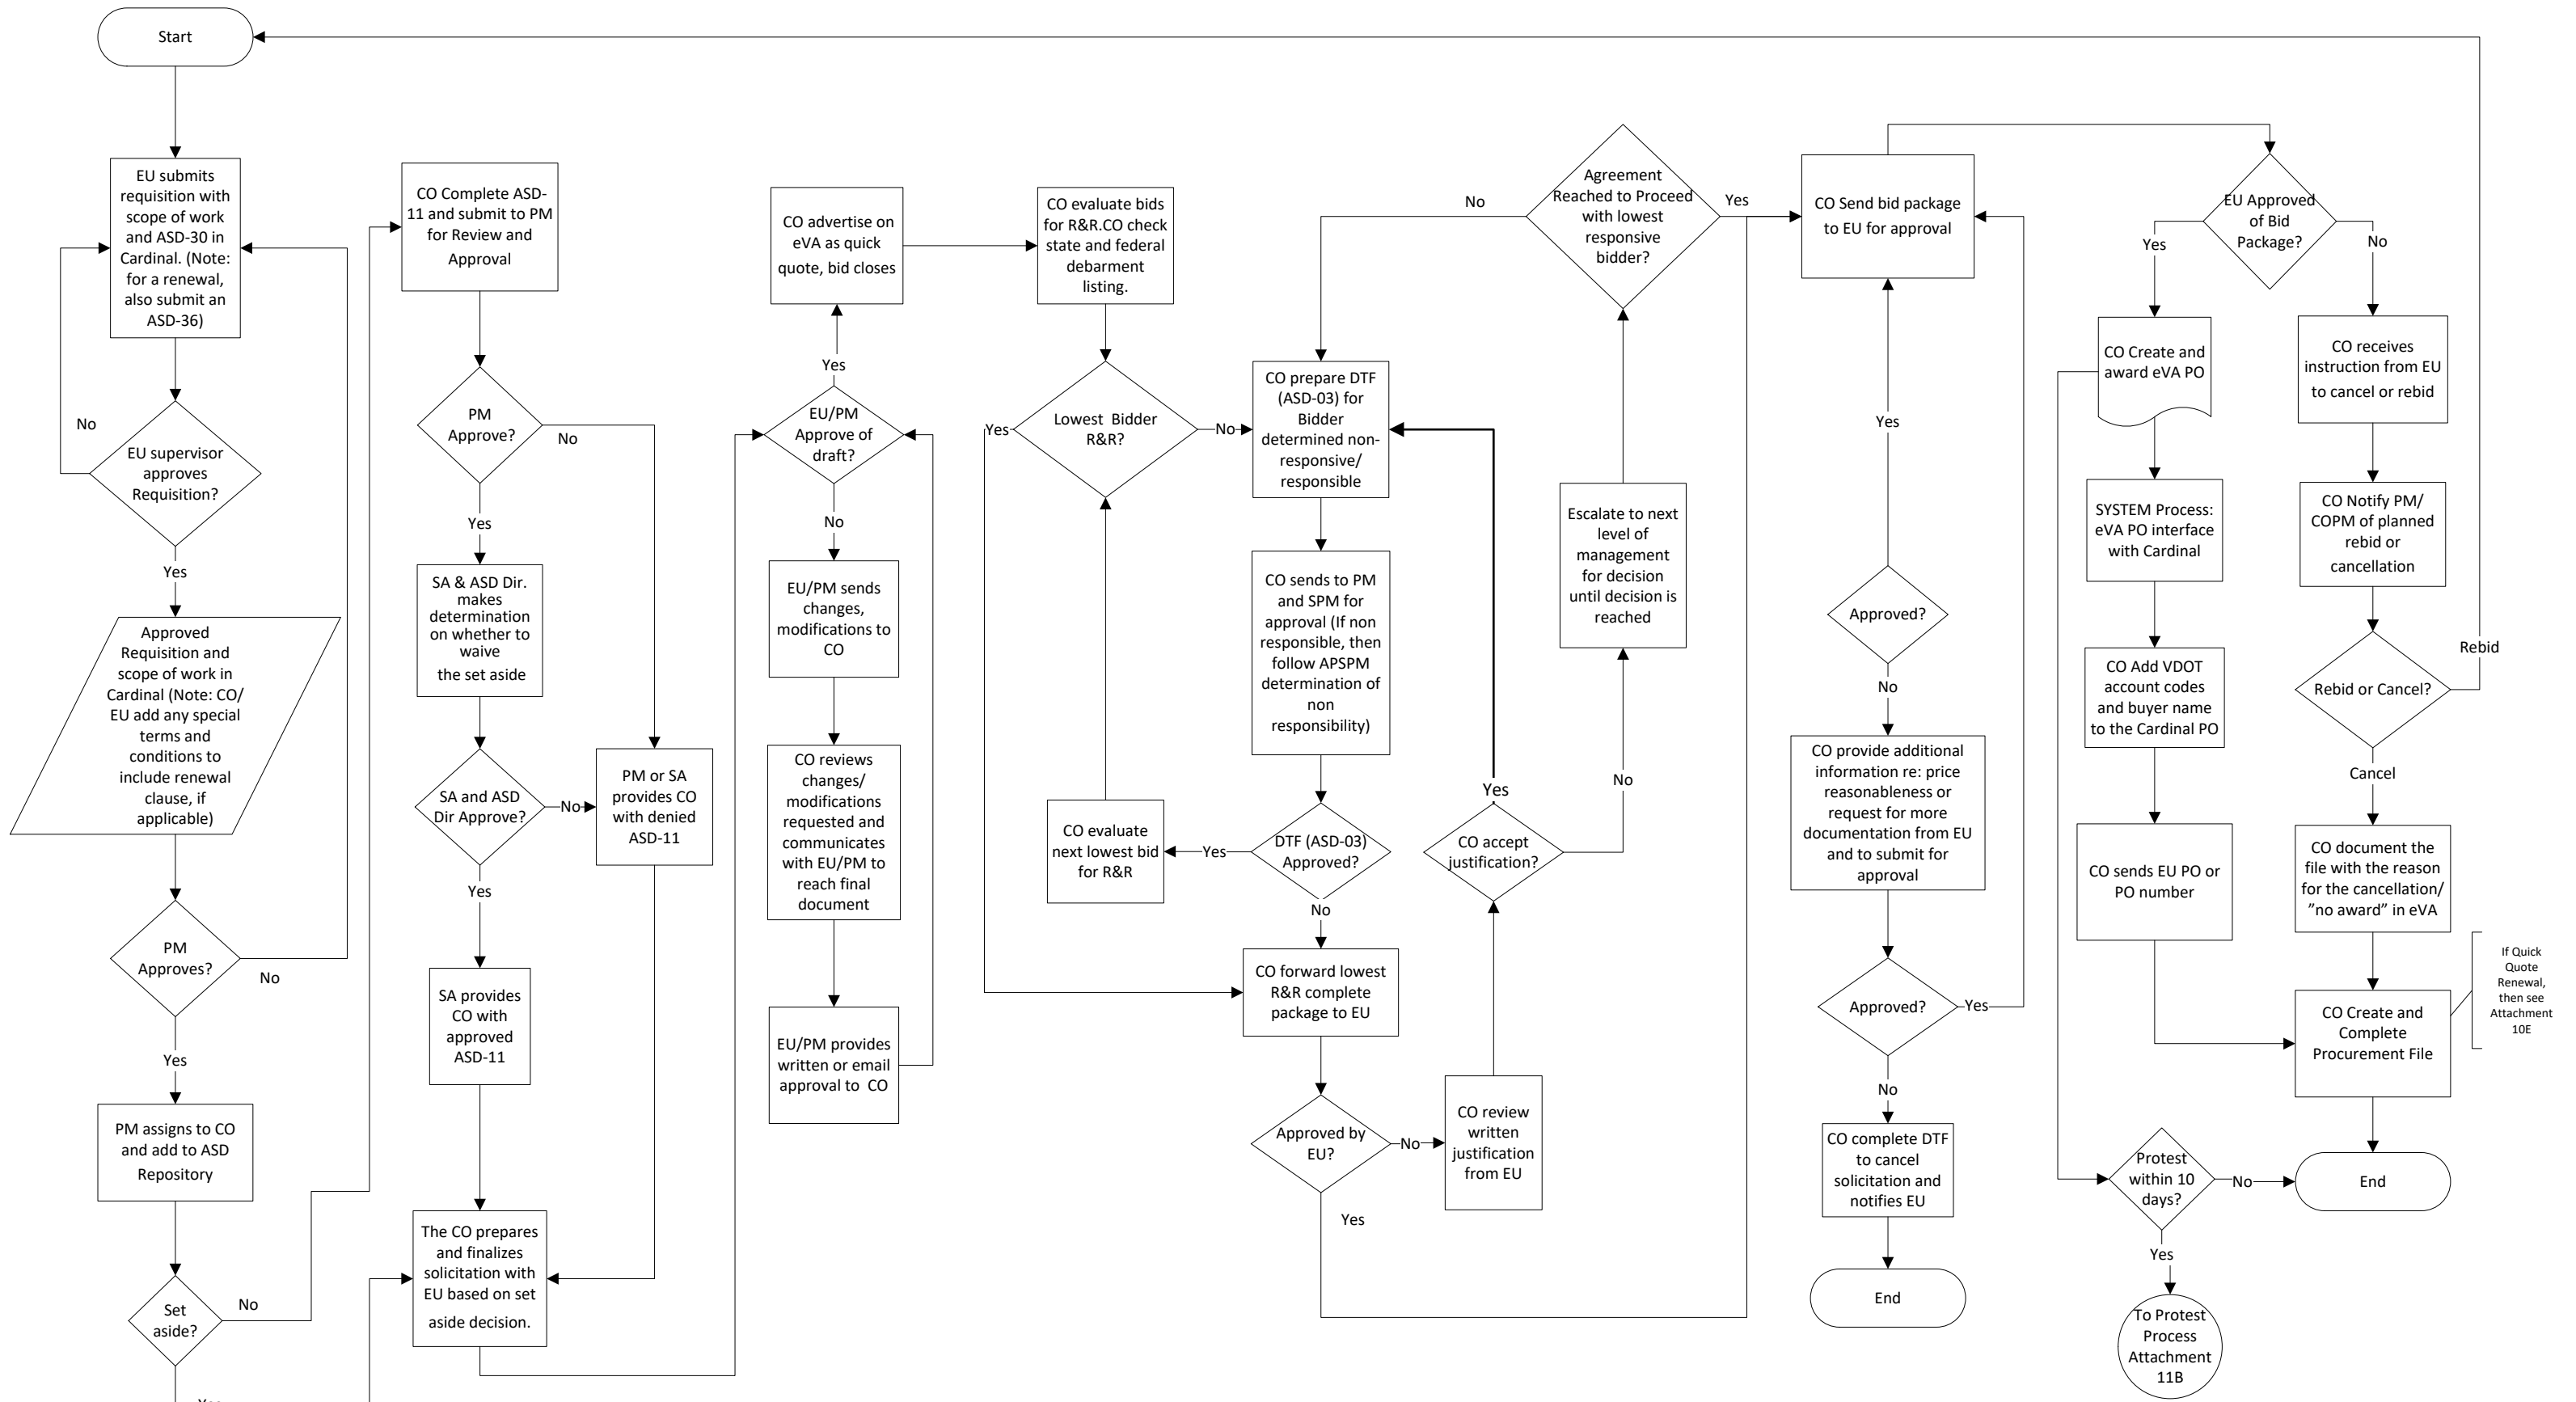 Start
EU submits
requisition with
scope of work
and ASD-30 in
Cardinal. (Note:
for a renewal,
also submit an
ASD-36)
No
EU supervisor
approves
Requisition?
Yes
Approved
Requisition and
scope of work in
Cardinal (Note: CO/
EU add any special
terms and
conditions to
include renewal
clause, if
applicable)
PM
Approves?
No
Yes
PM assigns to CO
and add to ASD
Repository
Set
aside?
No
Yes
CO Complete ASD-
11 and submit to PM
for Review and
Approval
PM
Approve?
No
Yes
SA & ASD Dir.
makes
determination
on whether to
waive
the set aside
SA and ASD
Dir Approve?
No
PM or SA
provides CO
with denied
ASD-11
Yes
SA provides
CO with
approved
ASD-11
The CO prepares
and finalizes
solicitation with
EU based on set
aside decision.
CO advertise on
eVA as quick
quote, bid closes
Yes
EU/PM
Approve of
draft?
No
EU/PM sends
changes,
modifications to
CO
CO reviews
changes/
modifications
requested and
communicates
with EU/PM to
reach final
document
EU/PM provides
written or email
approval to CO
CO evaluate bids
for R&R.CO check
state and federal
debarment
listing.
Lowest Bidder
R&R?
Yes
No
CO evaluate
next lowest bid
for R&R
CO prepare DTF
(ASD-03) for
Bidder
determined non-
responsive/
responsible
CO sends to PM
and SPM for
approval (If non
responsible, then
follow APSPM
determination of
non
responsibility)
DTF (ASD-03)
Approved?
Yes
No
CO forward lowest
R&R complete
package to EU
Approved by
EU?
No
Yes
CO review
written
justification
from EU
CO accept
justification?
Yes
No
Escalate to next
level of
management
for decision
until decision is
reached
Agreement
Reached to Proceed
with lowest
responsive
bidder?
No
Yes
CO Send bid package
to EU for approval
Yes
Approved?
No
CO provide additional
information re: price
reasonableness or
request for more
documentation from EU
and to submit for
approval
Approved?
Yes
No
CO complete DTF
to cancel
solicitation and
notifies EU
End
EU Approved
of Bid
Package?
Yes
No
CO Create and
award eVA PO
SYSTEM Process:
eVA PO interface
with Cardinal
CO Add VDOT
account codes
and buyer name
to the Cardinal PO
CO sends EU PO or
PO number
Protest
within 10
days?
No
Yes
To Protest
Process
Attachment
11B
CO receives
instruction from EU
to cancel or rebid
CO Notify PM/
COPM of planned
rebid or
cancellation
Rebid or Cancel?
Rebid
Cancel
CO document the
file with the reason
for the cancellation/
”no award” in eVA
CO Create and
Complete
Procurement File
If Quick
Quote
Renewal,
then see
Attachment
10E
End